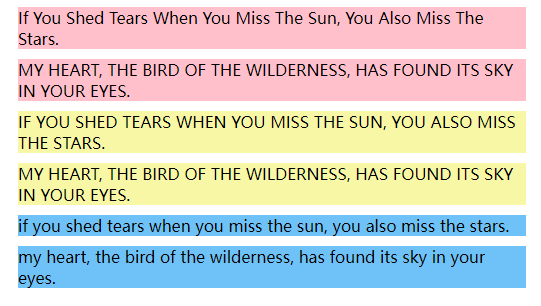 If You Shed Tears When You Miss The Sun, You Also Miss The
Stars.
MY HEART, THE BIRD OF THE WILDERNESS, HAS FOUND ITS SKY
IN YOUR EYES.
IF YOU SHED TEARS WHEN YOU MISS THE SUN, YOU ALSO MISS
THE STARS.
MY HEART, THE BIRD OF THE WILDERNESS, HAS FOUND ITS SKY
IN YOUR EYES.
if you shed tears when you miss the sun, you also miss the stars.
my heart, the bird of the wilderness, has found its sky in your
eyes.